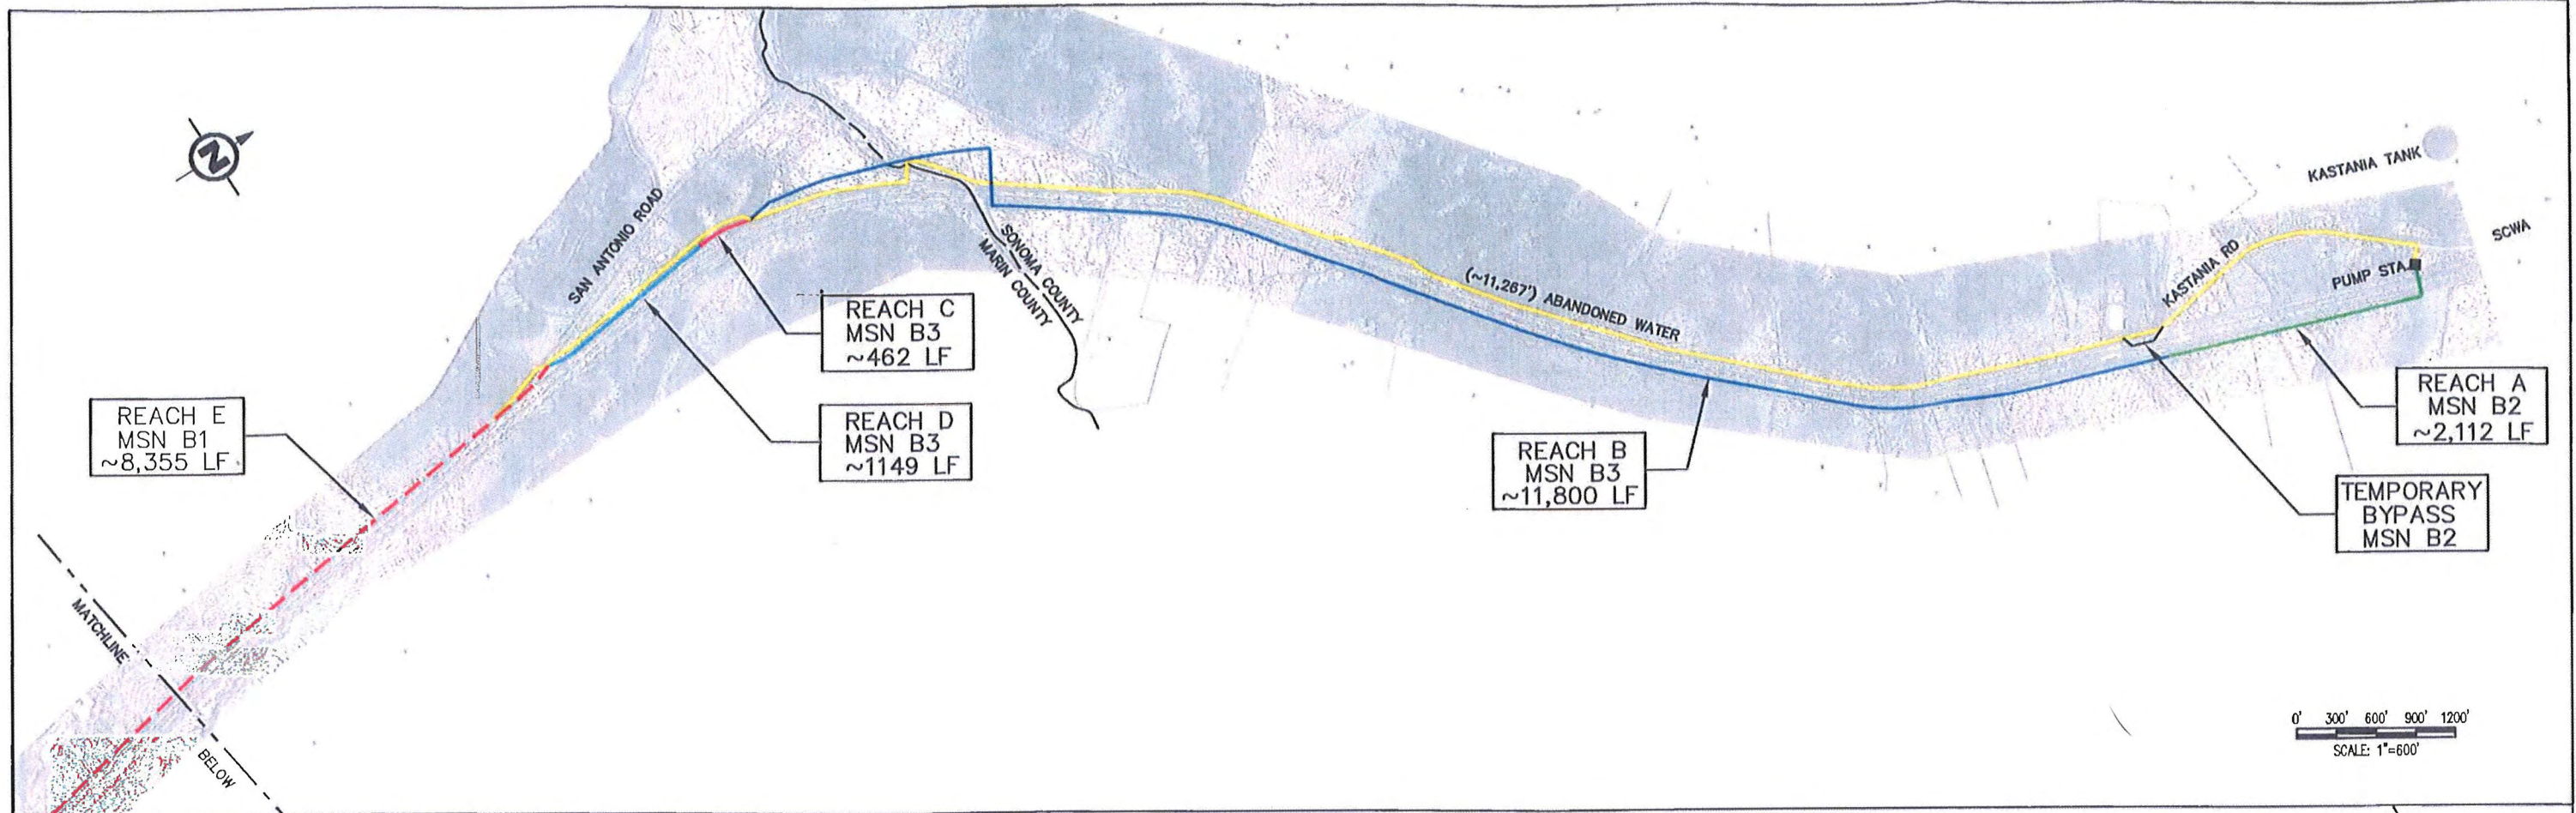 N
SAN ANTONIO ROAD
SONOMA COUNTY
MARIN COUNTY
(~11,267') ABANDONED WATER
KASTANIA TANK
SCWA
KASTANIA RD
PUMP STA.
REACH C
MSN B3
~462 LF
REACH D
MSN B3
~1149 LF
REACH E
MSN B1
~8,355 LF
REACH B
MSN B3
~11,800 LF
REACH A
MSN B2
~2,112 LF
TEMPORARY
BYPASS
MSN B2
MATCHLINE
BELOW
0' 300' 600' 900' 1200'
SCALE: 1"=600'